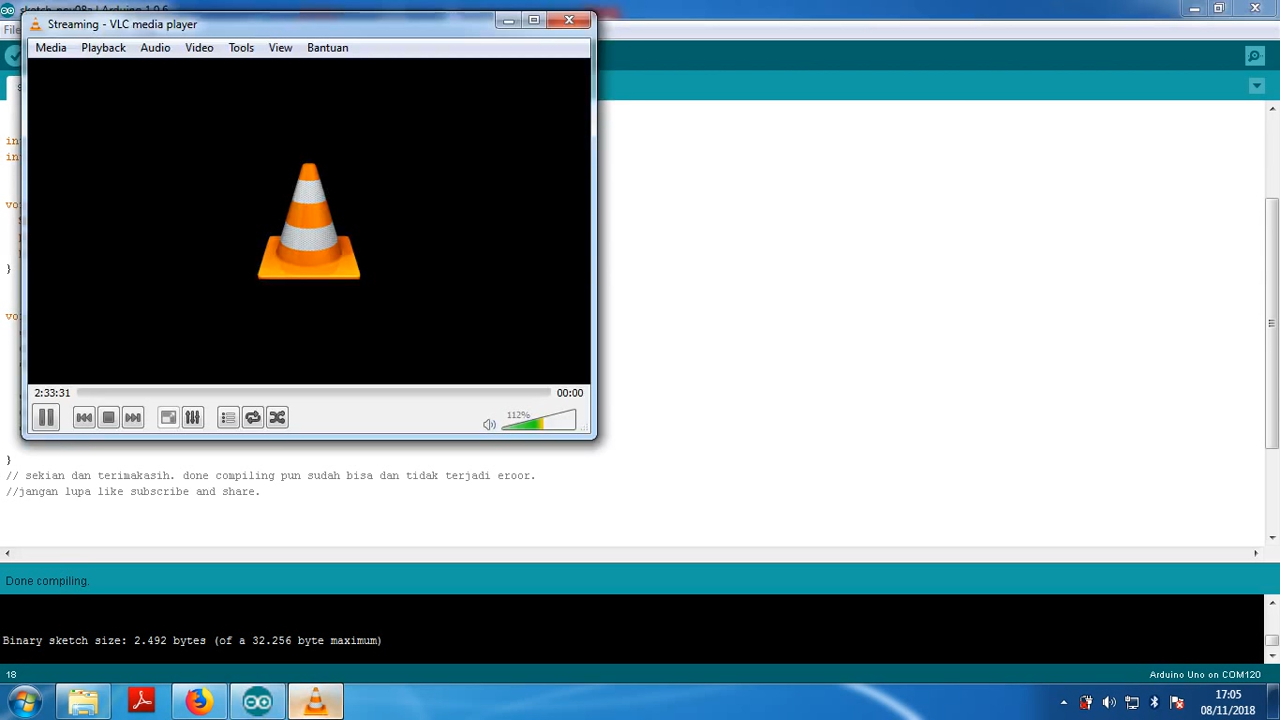 Streaming - VLC media player
Media Playback Audio Video Tools View Bantuan
2:33:31
00:00
112%
}
}
}
// sekian dan terimakasih. done compiling pun sudah bisa dan tidak terjadi eroor.
//jangan lupa like subscribe and share.
Done compiling.
Binary sketch size: 2.492 bytes (of a 32.256 byte maximum)
18
Arduino Uno on COM120
17:05
08/11/2018